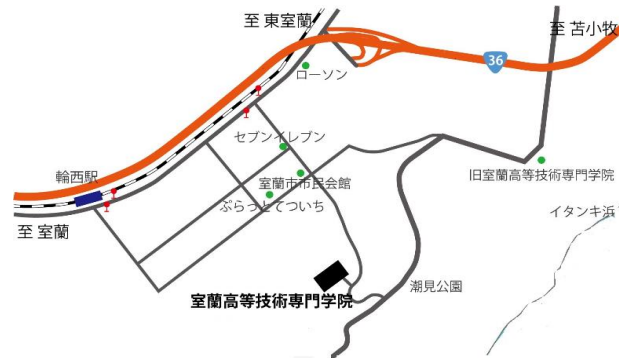 至 東室蘭
至 苫小牧
36
ローソン
セブンイレブン
輪西駅
室蘭市市民会館
旧室蘭高等技術専門学院
ぷらっとてついち
イタンキ浜
至 室蘭
潮見公園
室蘭高等技術専門学院